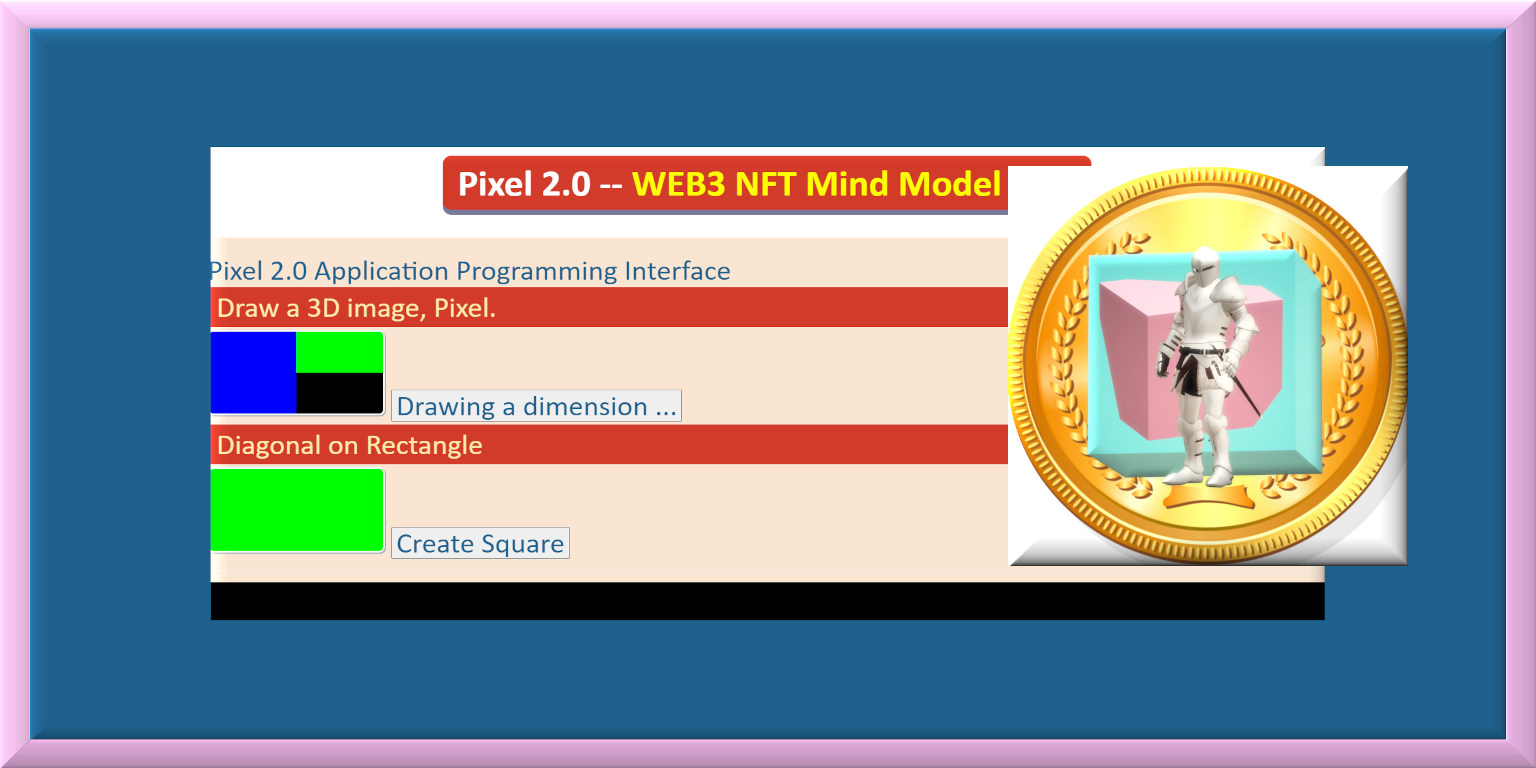 Pixel 2.0 -- WEB3 NFT Mind Model
Pixel 2.0 Application Programming Interface
Draw a 3D image, Pixel.
Drawing a dimension ...
Diagonal on Rectangle
Create Square